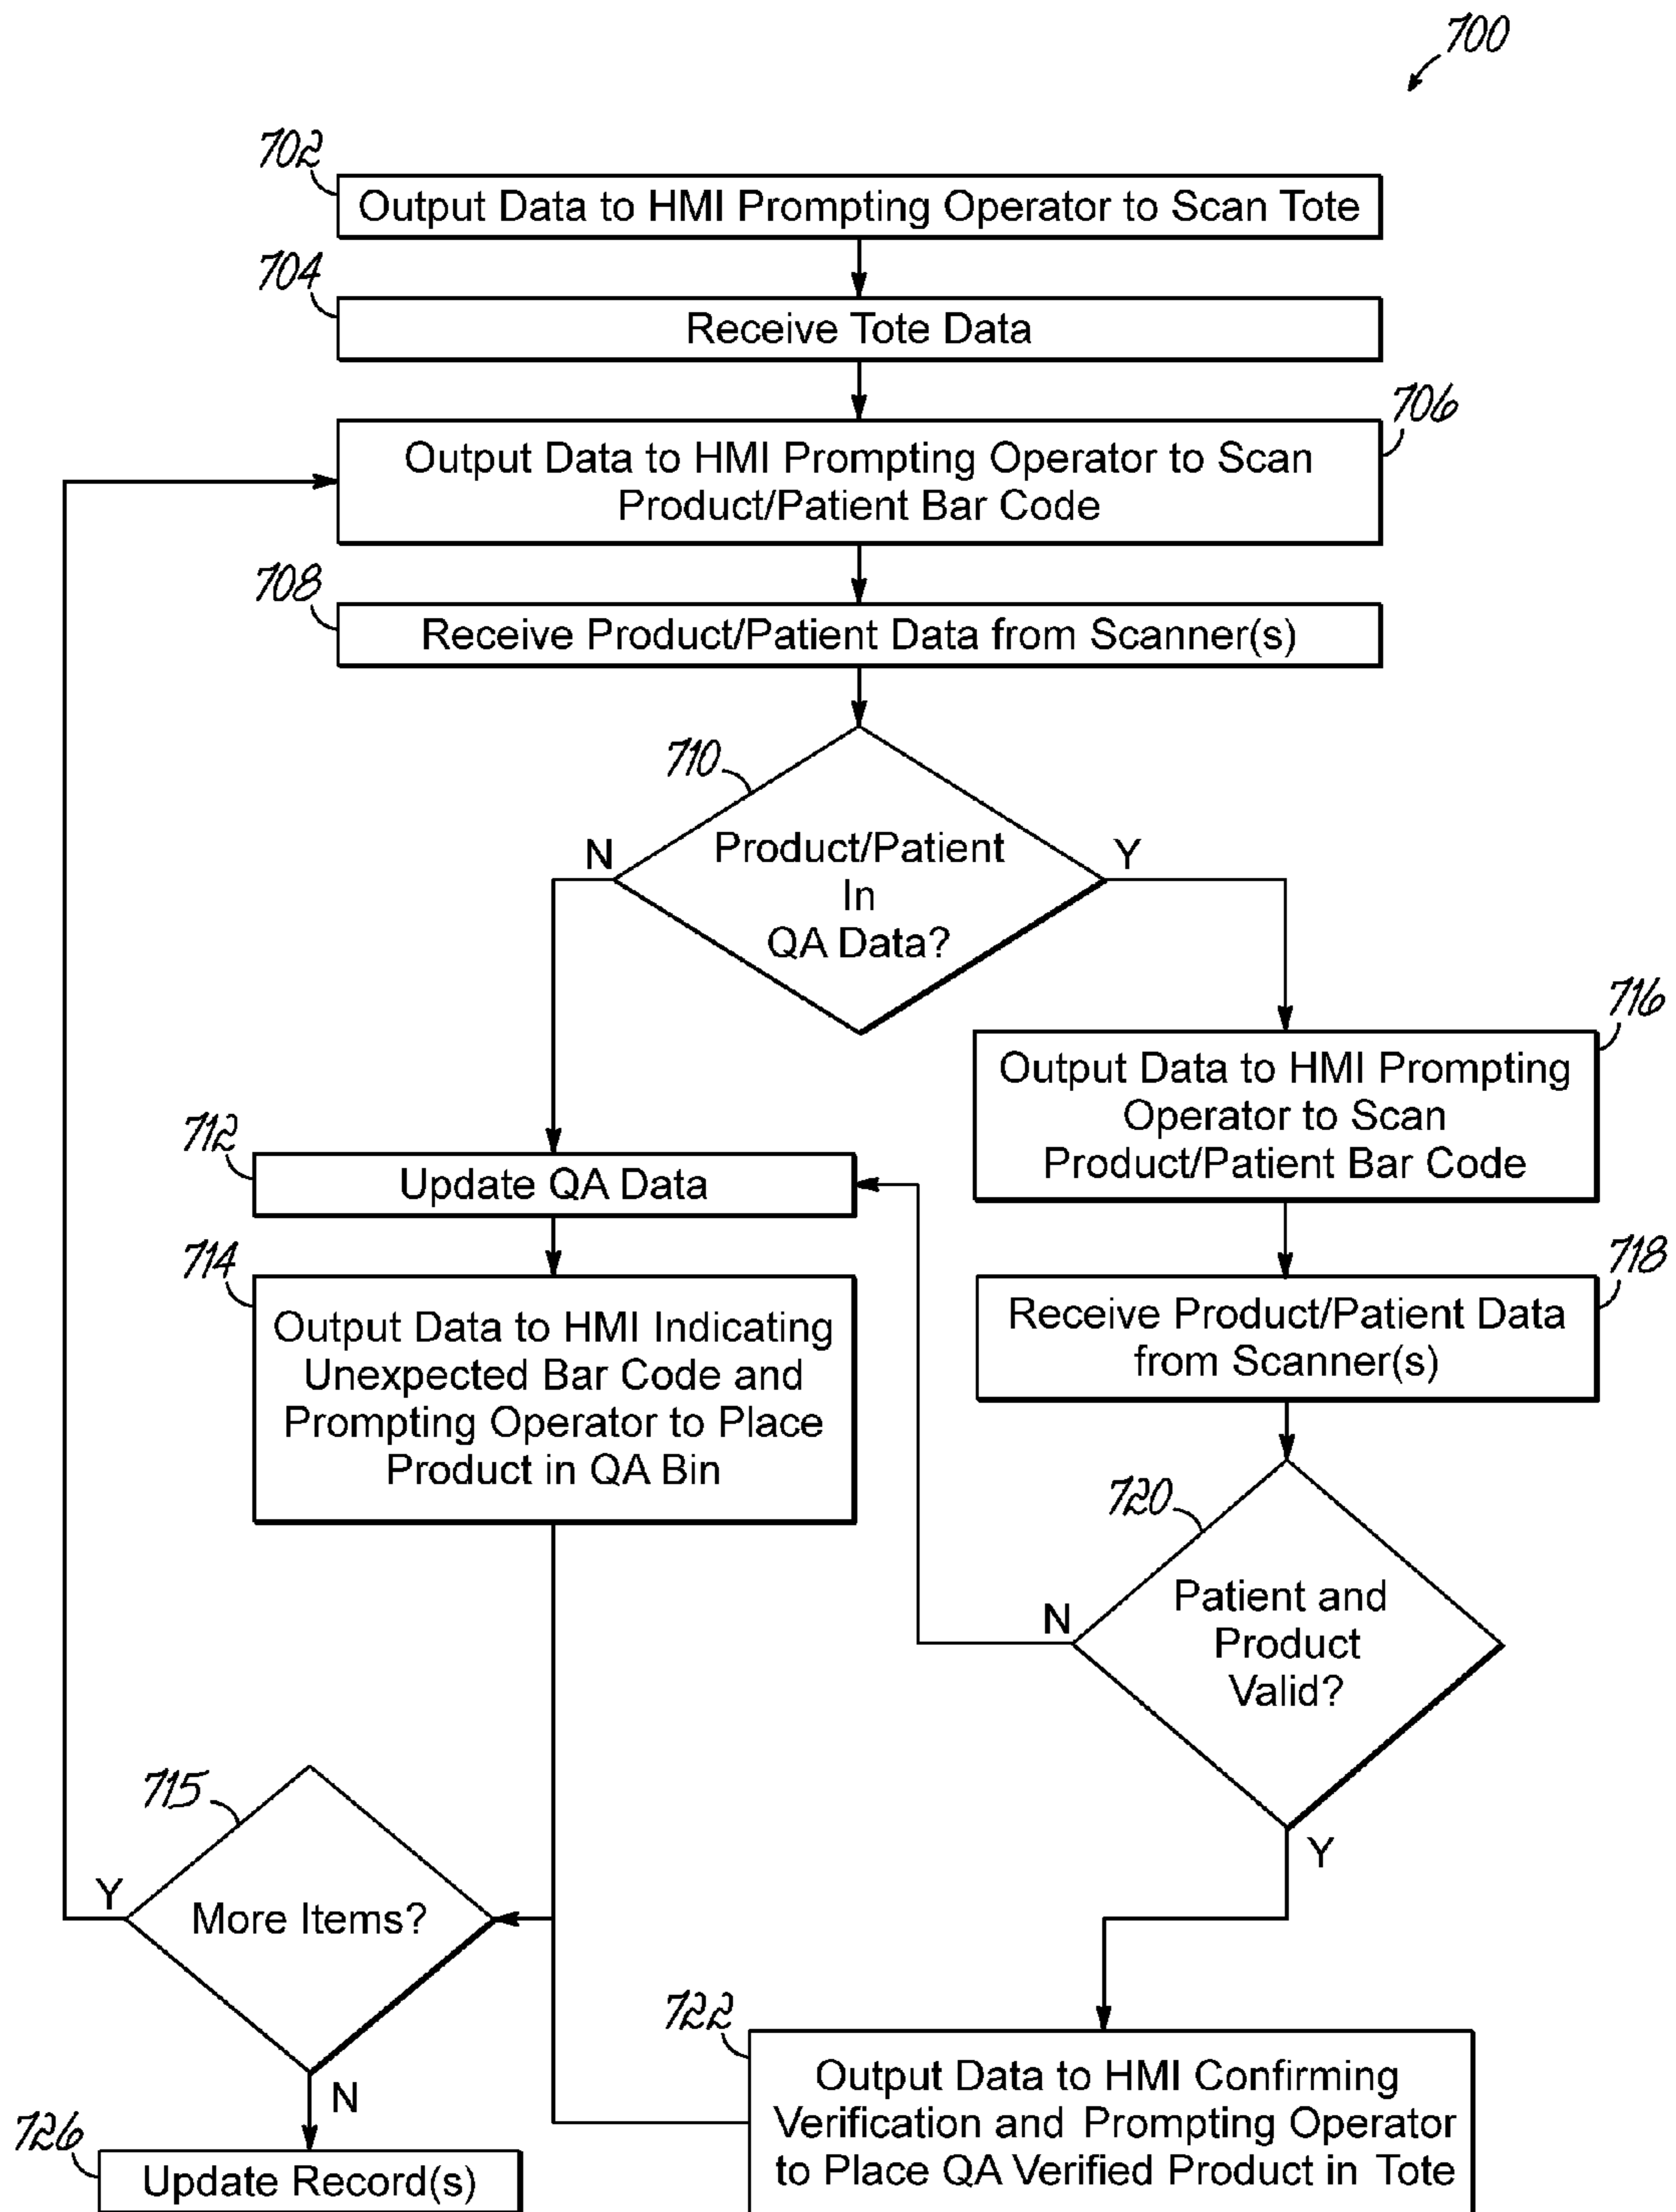 700
702
Output Data to HMI Prompting Operator to Scan Tote
704
Receive Tote Data
706
Output Data to HMI Prompting Operator to Scan
Product/Patient Bar Code
708
Receive Product/Patient Data from Scanner(s)
710
Product/Patient
In
QA Data?
N
Y
716
Output Data to HMI Prompting
Operator to Scan
Product/Patient Bar Code
712
Update QA Data
714
Output Data to HMI Indicating
Unexpected Bar Code and
Prompting Operator to Place
Product in QA Bin
718
Receive Product/Patient Data
from Scanner(s)
720
Patient and
Product
Valid?
N
Y
715
More Items?
Y
N
722
Output Data to HMI Confirming
Verification and Prompting Operator
to Place QA Verified Product in Tote
726
Update Record(s)